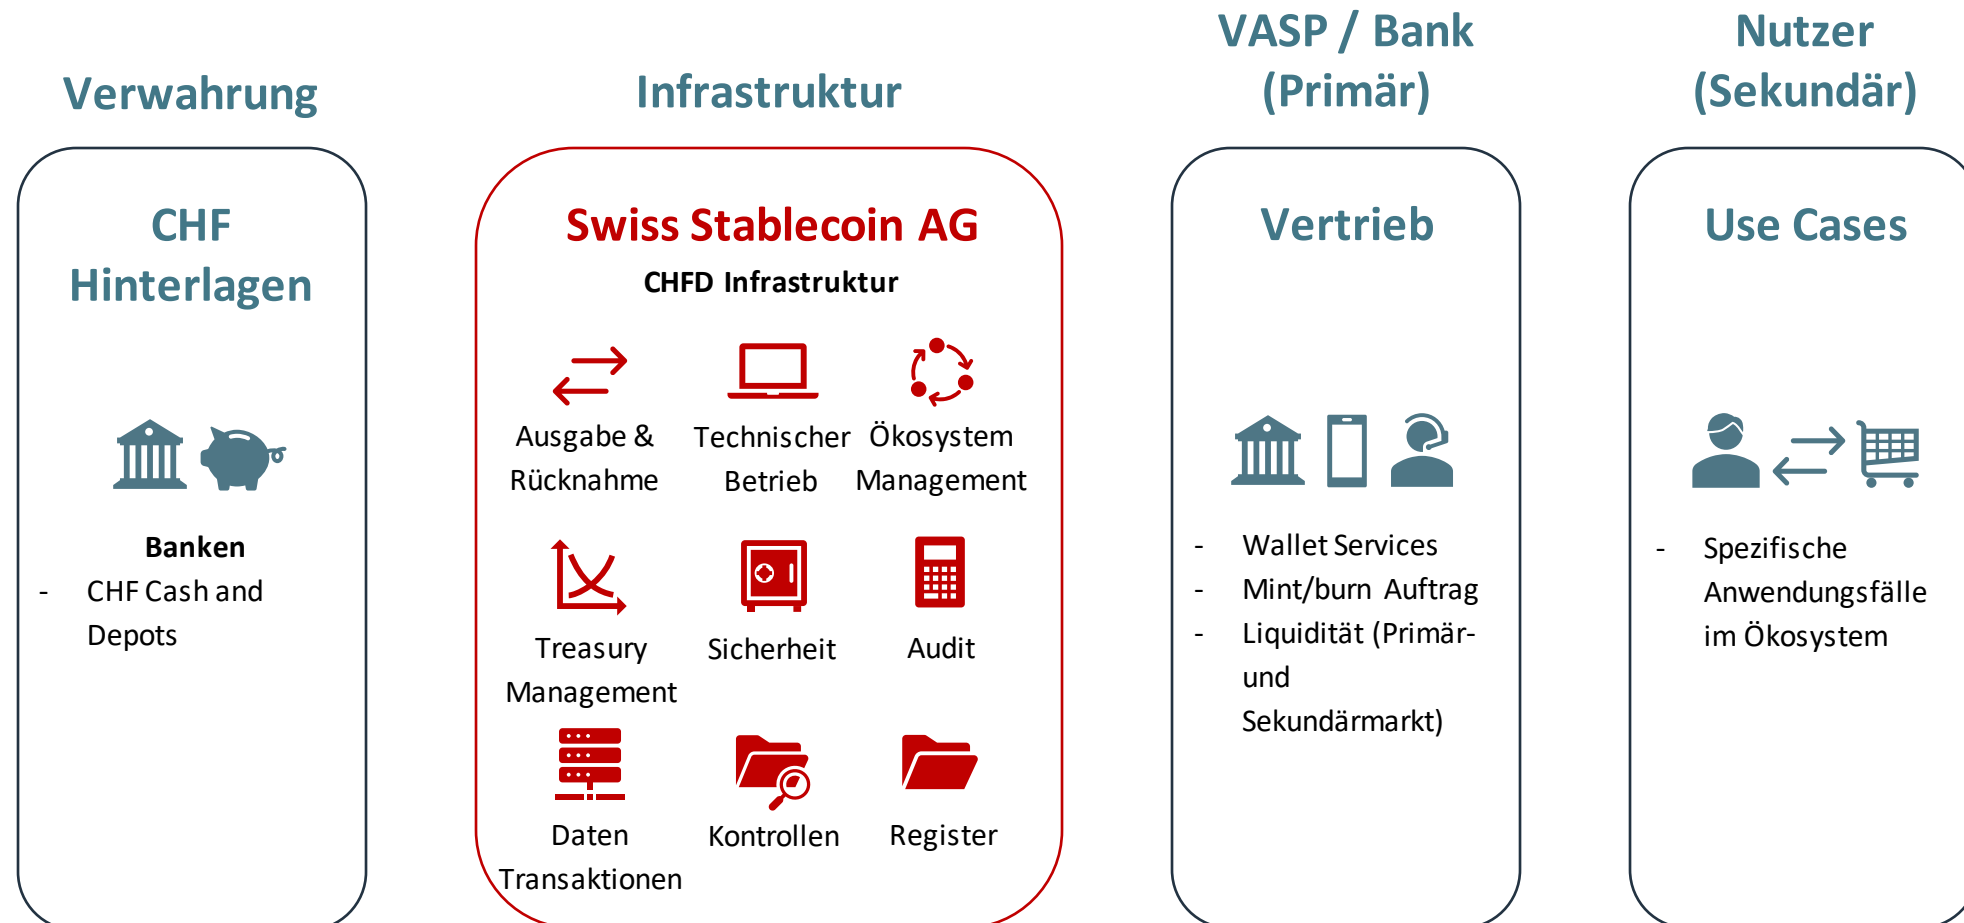 Verwahrung
CHF
Hinterlagen
Banken
- CHF Cash and
Depots
Infrastruktur
Swiss Stablecoin AG
CHFD Infrastruktur
Ausgabe &
Rücknahme
Technischer
Betrieb
Ökosystem
Management
Treasury
Management
Sicherheit
Audit
Daten
Transaktionen
Kontrollen
Register
VASP / Bank
(Primär)
Vertrieb
- Wallet Services
- Mint/burn Auftrag
- Liquidität (Primär-
und
Sekundärmarkt)
Nutzer
(Sekundär)
Use Cases
- Spezifische
Anwendungsfälle
im Ökosystem